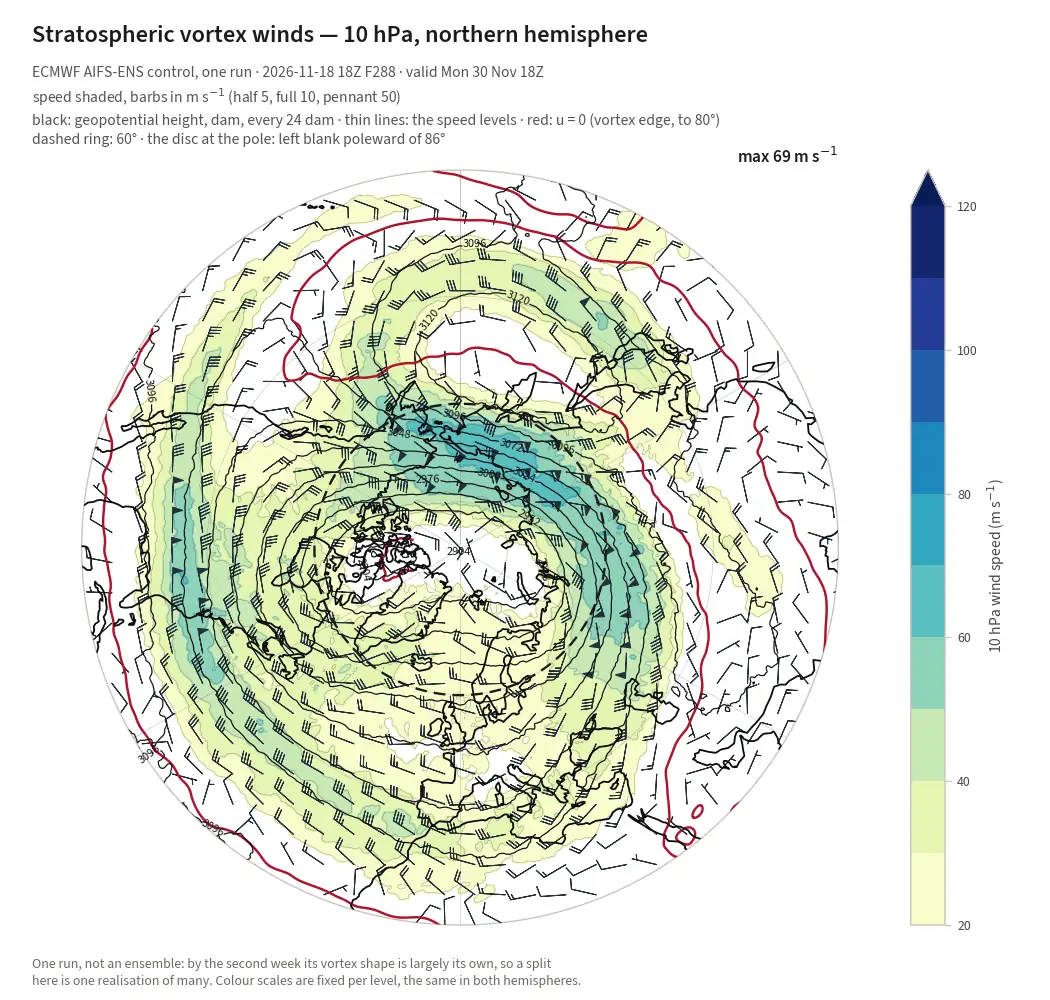 Stratospheric vortex winds — 10 hPa, northern hemisphere
ECMWF AIFS-ENS control, one run · 2026-11-18 18Z F288 · valid Mon 30 Nov 18Z
speed shaded, barbs in m s⁻¹ (half 5, full 10, pennant 50)
black: geopotential height, dam, every 24 dam · thin lines: the speed levels · red: u = 0 (vortex edge, to 80°)
dashed ring: 60° · the disc at the pole: left blank poleward of 86°
max 69 m s⁻¹
120
100
80
60
40
20
10 hPa wind speed (m s⁻¹)
3096
3120
3120
3096
3096
3072
3096
2976
2904
3096
3096
One run, not an ensemble: by the second week its vortex shape is largely its own, so a split
here is one realisation of many. Colour scales are fixed per level, the same in both hemispheres.